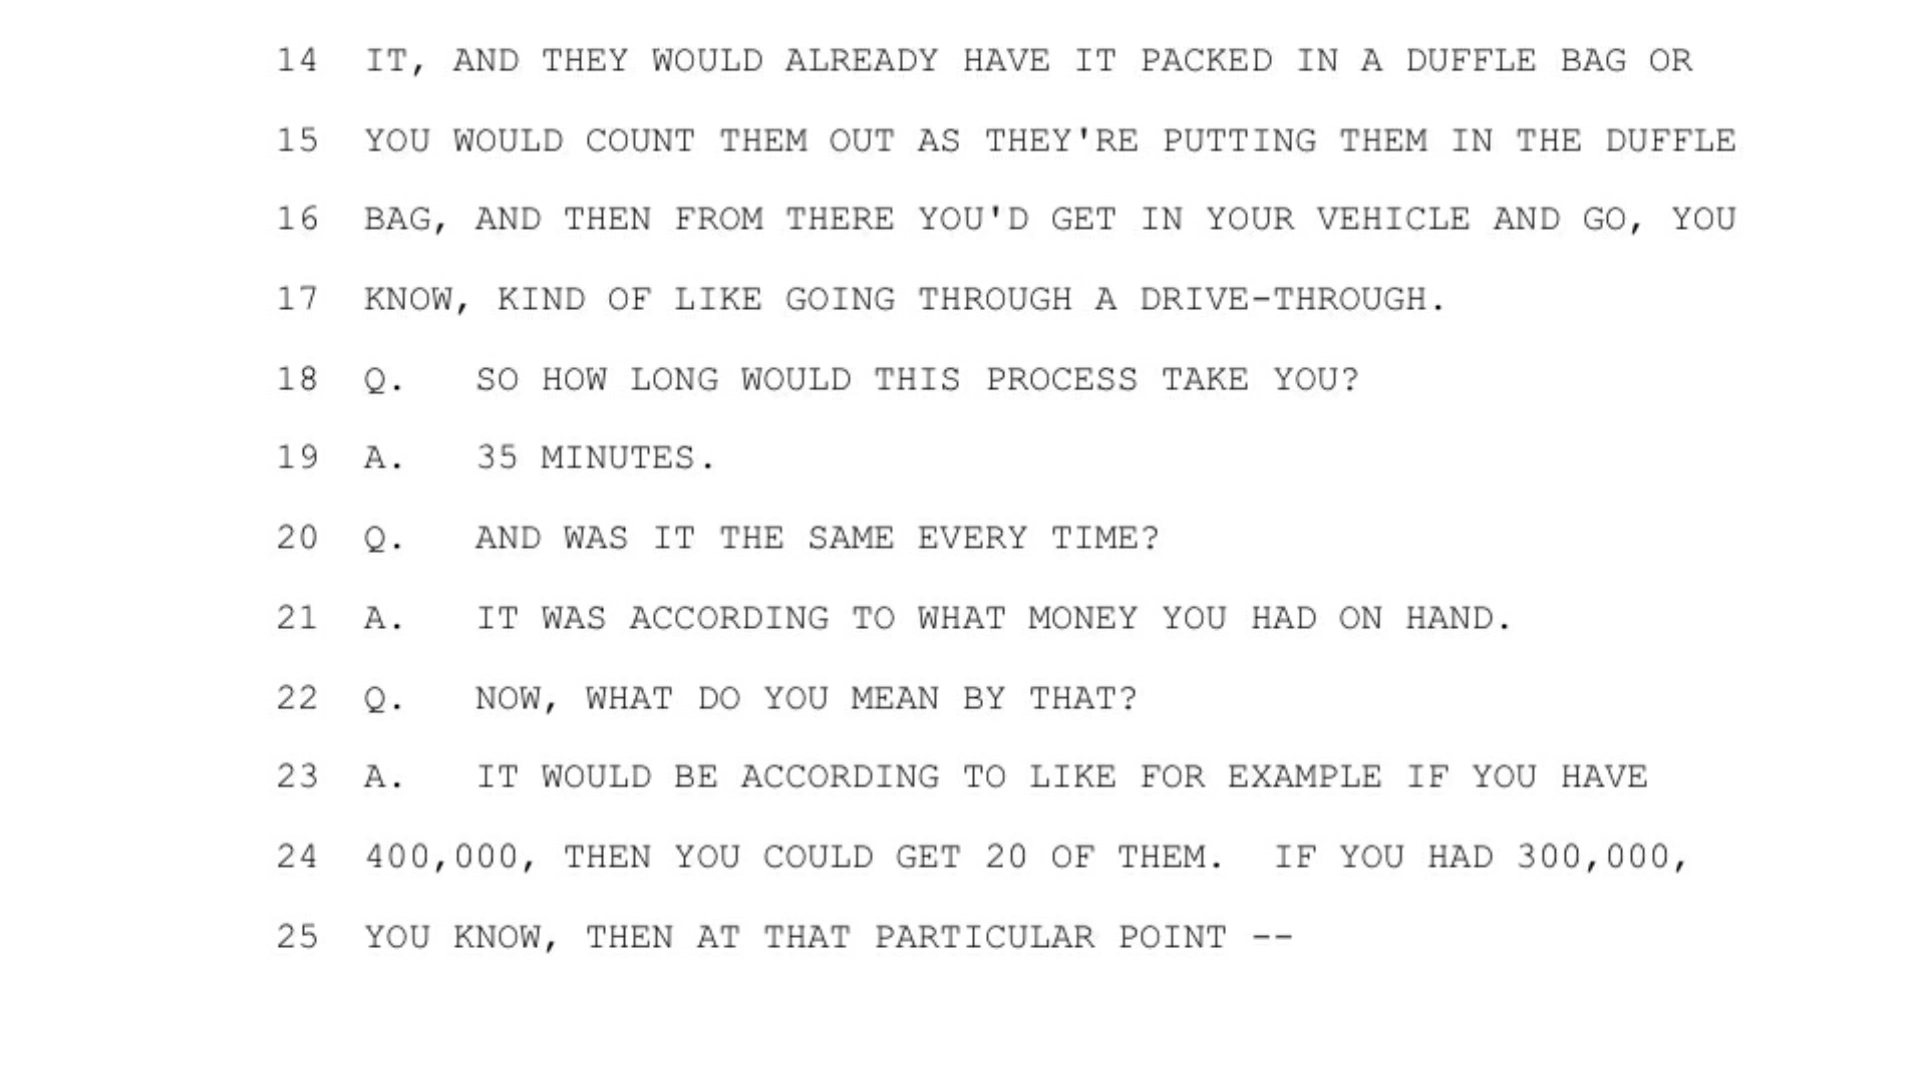 14 IT, AND THEY WOULD ALREADY HAVE IT PACKED IN A DUFFLE BAG OR
15 YOU WOULD COUNT THEM OUT AS THEY'RE PUTTING THEM IN THE DUFFLE
16 BAG, AND THEN FROM THERE YOU'D GET IN YOUR VEHICLE AND GO, YOU
17 KNOW, KIND OF LIKE GOING THROUGH A DRIVE-THROUGH.
18 Q. SO HOW LONG WOULD THIS PROCESS TAKE YOU?
19 A. 35 MINUTES.
20 Q. AND WAS IT THE SAME EVERY TIME?
21 A. IT WAS ACCORDING TO WHAT MONEY YOU HAD ON HAND.
22 Q. NOW, WHAT DO YOU MEAN BY THAT?
23 A. IT WOULD BE ACCORDING TO LIKE FOR EXAMPLE IF YOU HAVE
24 400,000, THEN YOU COULD GET 20 OF THEM. IF YOU HAD 300,000,
25 YOU KNOW, THEN AT THAT PARTICULAR POINT --